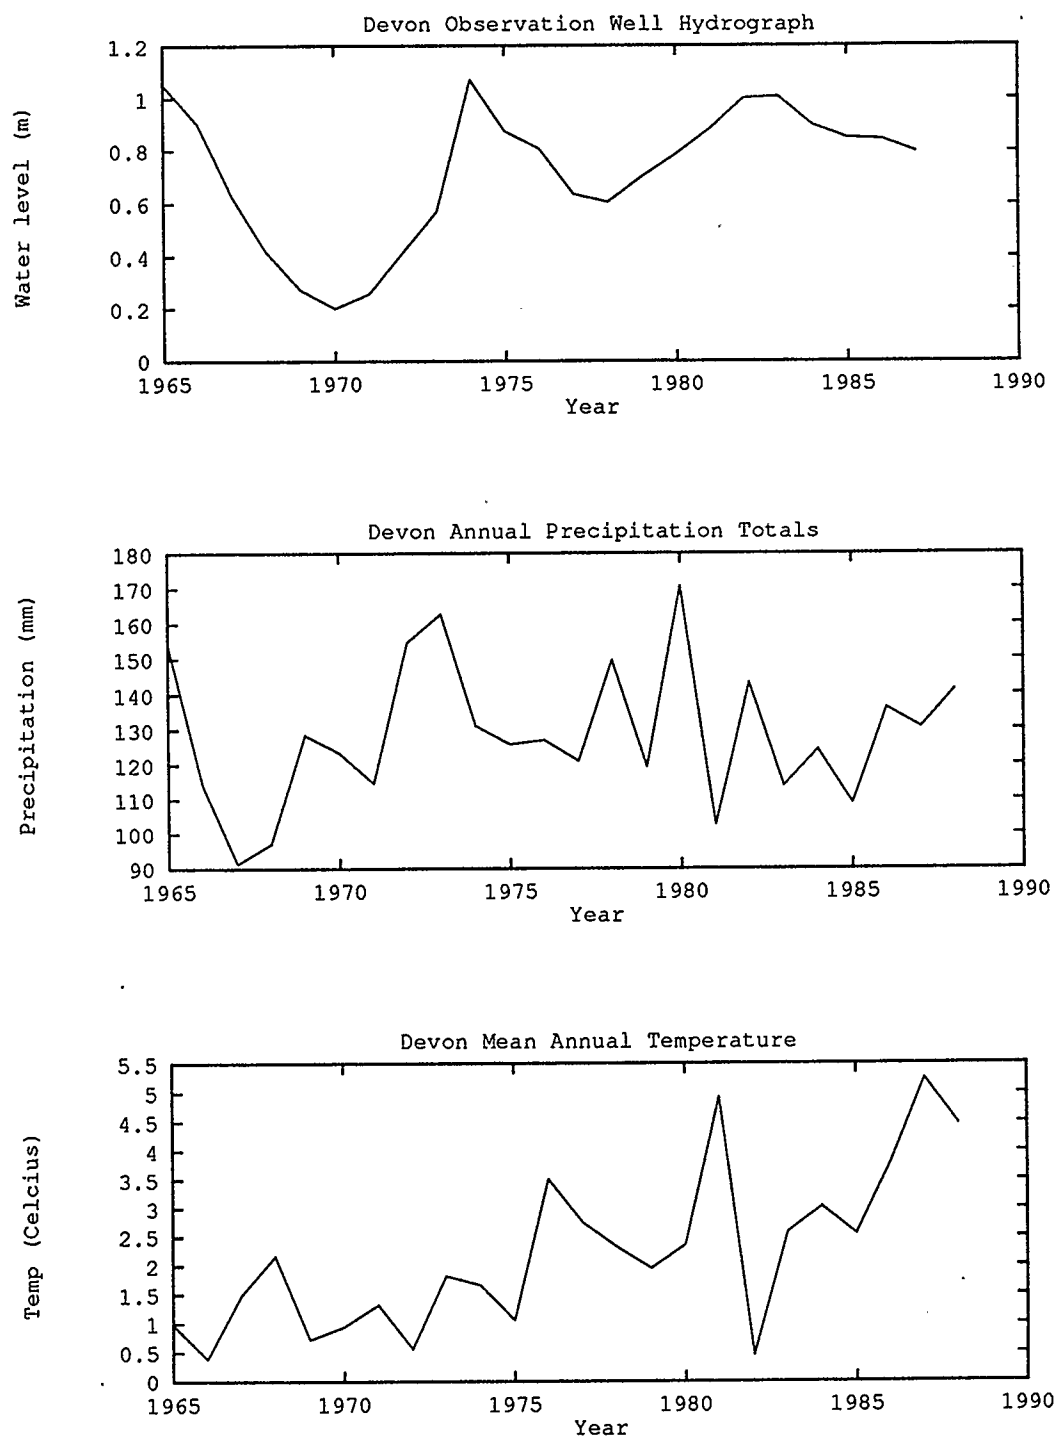 Devon Observation Well Hydrograph
1.2
1
0.8
0.6
0.4
0.2
0
Water level (m)
1965 1970 1975 1980 1985 1990
Year
Devon Annual Precipitation Totals
180
170
160
150
140
130
120
110
100
90
Precipitation (mm)
1965 1970 1975 1980 1985 1990
Year
Devon Mean Annual Temperature
5.5
5
4.5
4
3.5
3
2.5
2
1.5
1
0.5
0
Temp (Celcius)
1965 1970 1975 1980 1985 1990
Year